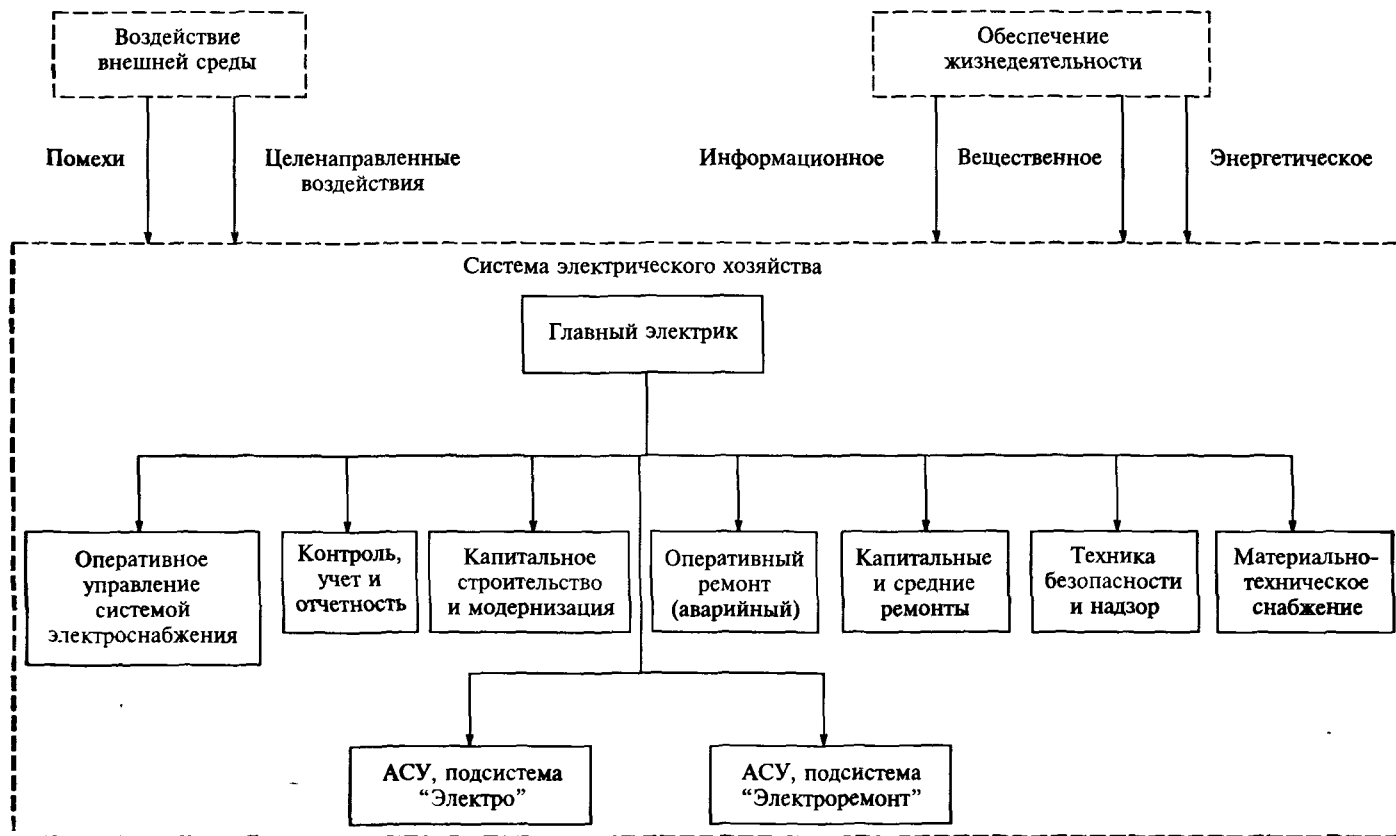 Воздействие
внешней среды
Обеспечение
жизнедеятельности
Помехи
Целенаправленные
воздействия
Информационное
Вещественное
Энергетическое
Система электрического хозяйства
Главный электрик
Оперативное
управление
системой
электроснабжения
Контроль,
учет и
отчетность
Капитальное
строительство
и модернизация
Оперативный
ремонт
(аварийный)
Капитальные
и средние
ремонты
Техника
безопасности
и надзор
Материально-
техническое
снабжение
АСУ, подсистема
“Электро”
АСУ, подсистема
“Электроремонт”